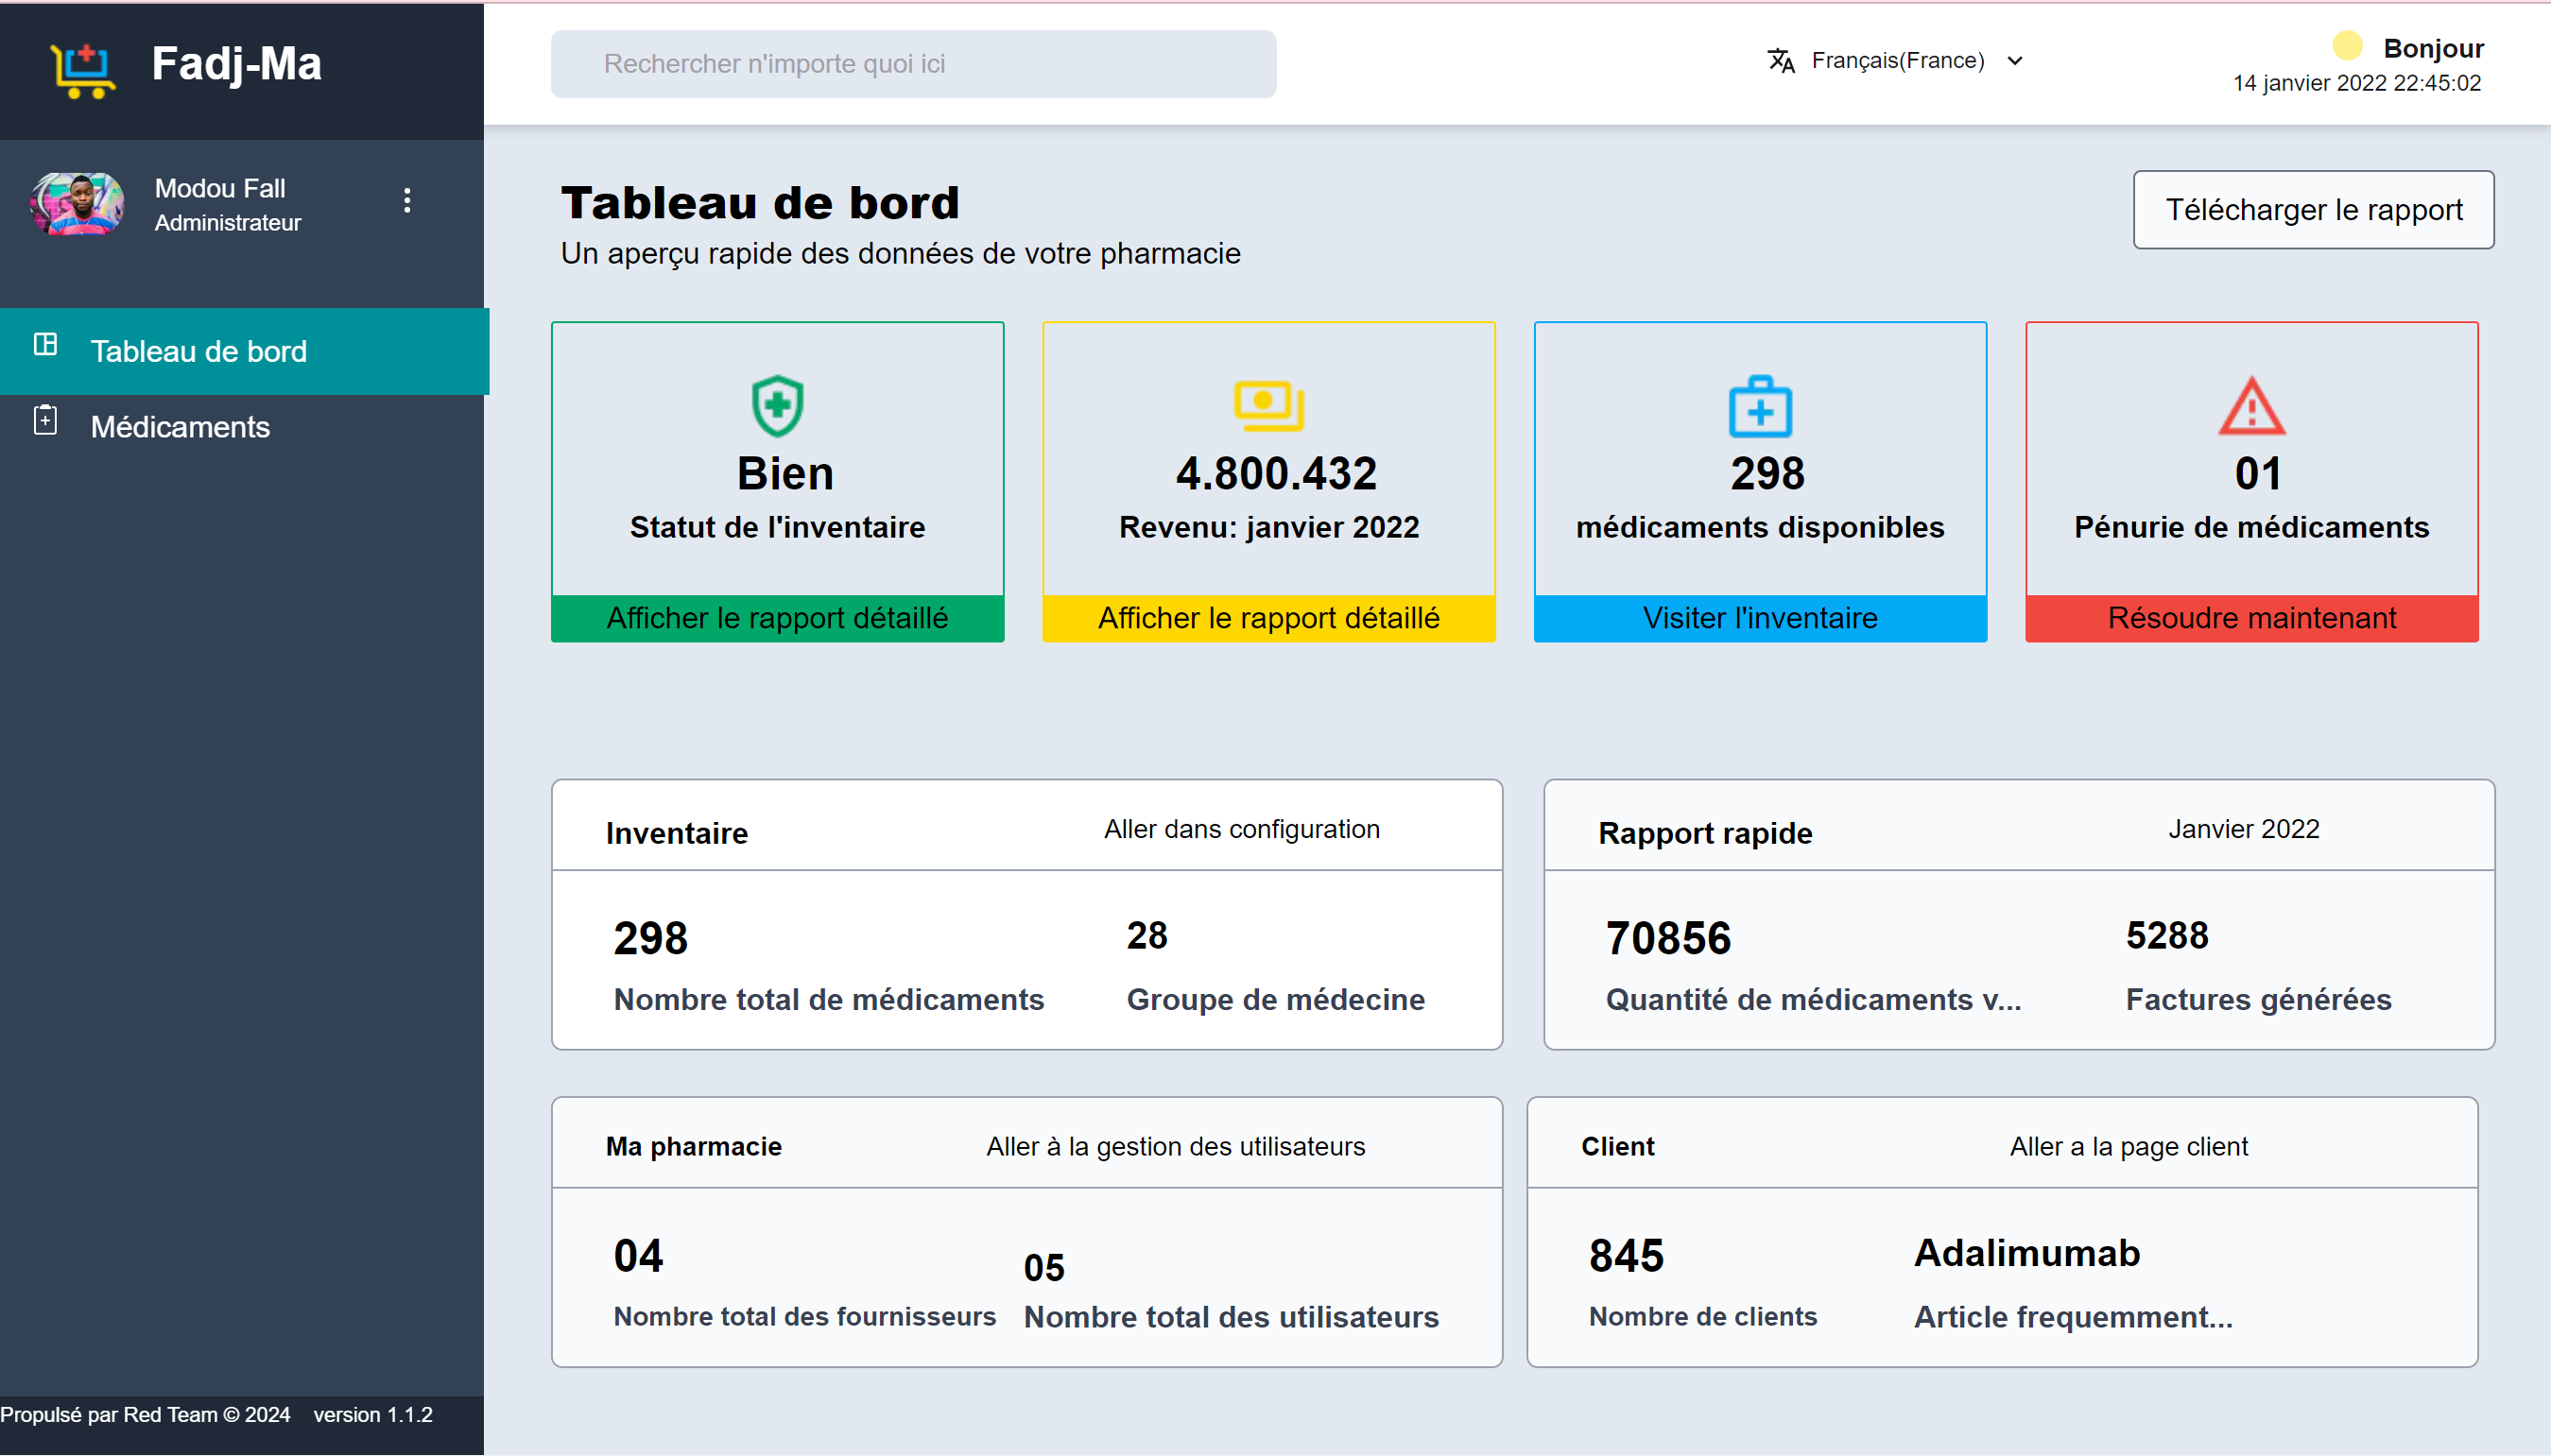 Fadj-Ma
Rechercher n'importe quoi ici
Français(France)
Bonjour
14 janvier 2022 22:45:02
Modou Fall
Administrateur
Tableau de bord
Médicaments
Tableau de bord
Un aperçu rapide des données de votre pharmacie
Télécharger le rapport
Bien
Statut de l'inventaire
Afficher le rapport détaillé
4.800.432
Revenu: janvier 2022
Afficher le rapport détaillé
298
médicaments disponibles
Visiter l'inventaire
01
Pénurie de médicaments
Résoudre maintenant
Inventaire
Aller dans configuration
298
Nombre total de médicaments
28
Groupe de médecine
Rapport rapide
Janvier 2022
70856
Quantité de médicaments v...
5288
Factures générées
Ma pharmacie
Aller à la gestion des utilisateurs
04
Nombre total des fournisseurs
05
Nombre total des utilisateurs
Client
Aller a la page client
845
Nombre de clients
Adalimumab
Article frequemment...
Propulsé par Red Team © 2024 version 1.1.2